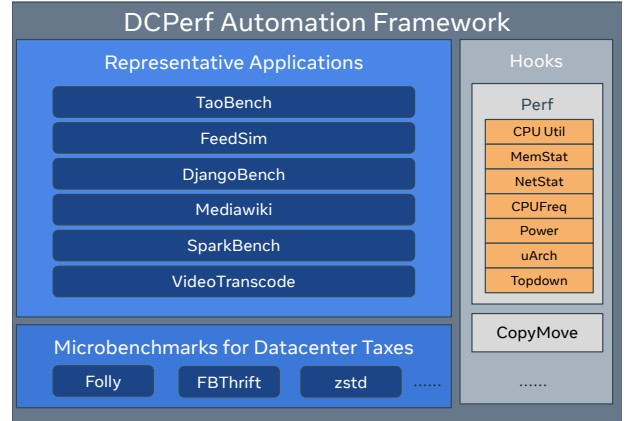 DCPerf Automation Framework
Representative Applications
TaoBench
FeedSim
DjangoBench
Mediawiki
SparkBench
VideoTranscode
Microbenchmarks for Datacenter Taxes
Folly
FBThrift
zstd
......
Hooks
Perf
CPU Util
MemStat
NetStat
CPUFreq
Power
uArch
Topdown
CopyMove
......